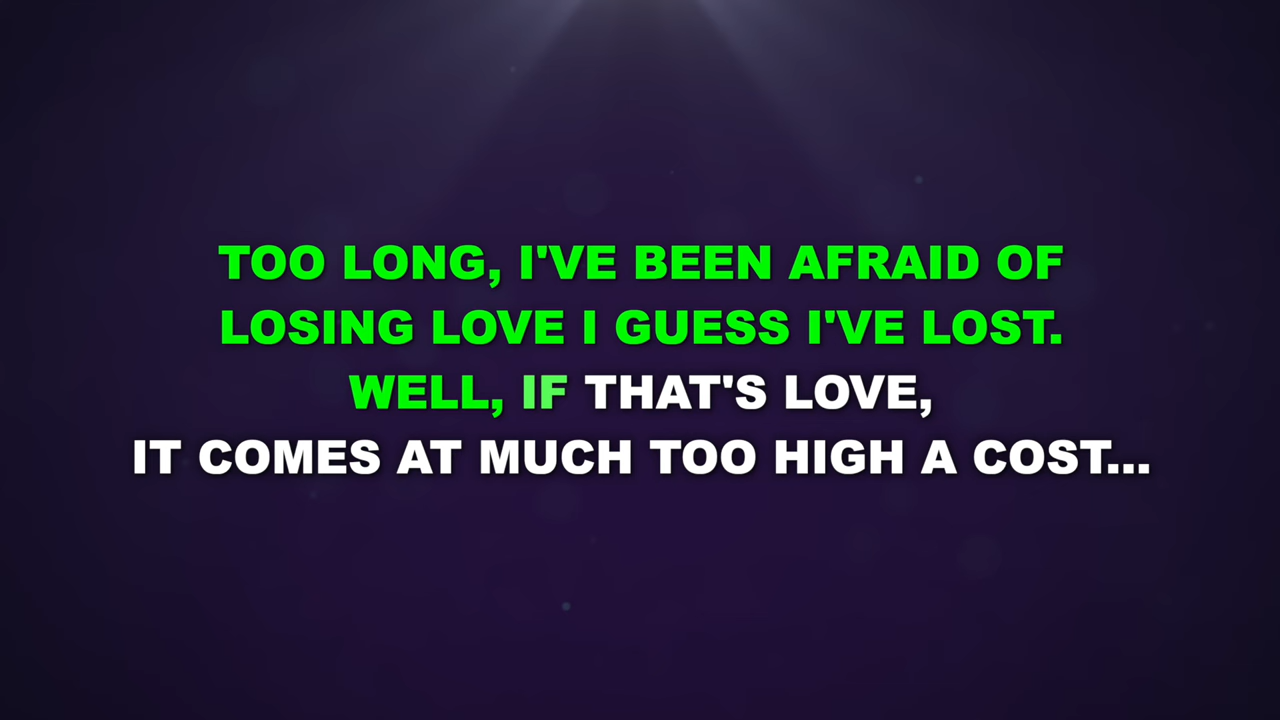 TOO LONG, I'VE BEEN AFRAID OF
LOSING LOVE I GUESS I'VE LOST.
WELL, IF THAT'S LOVE,
IT COMES AT MUCH TOO HIGH A COST...